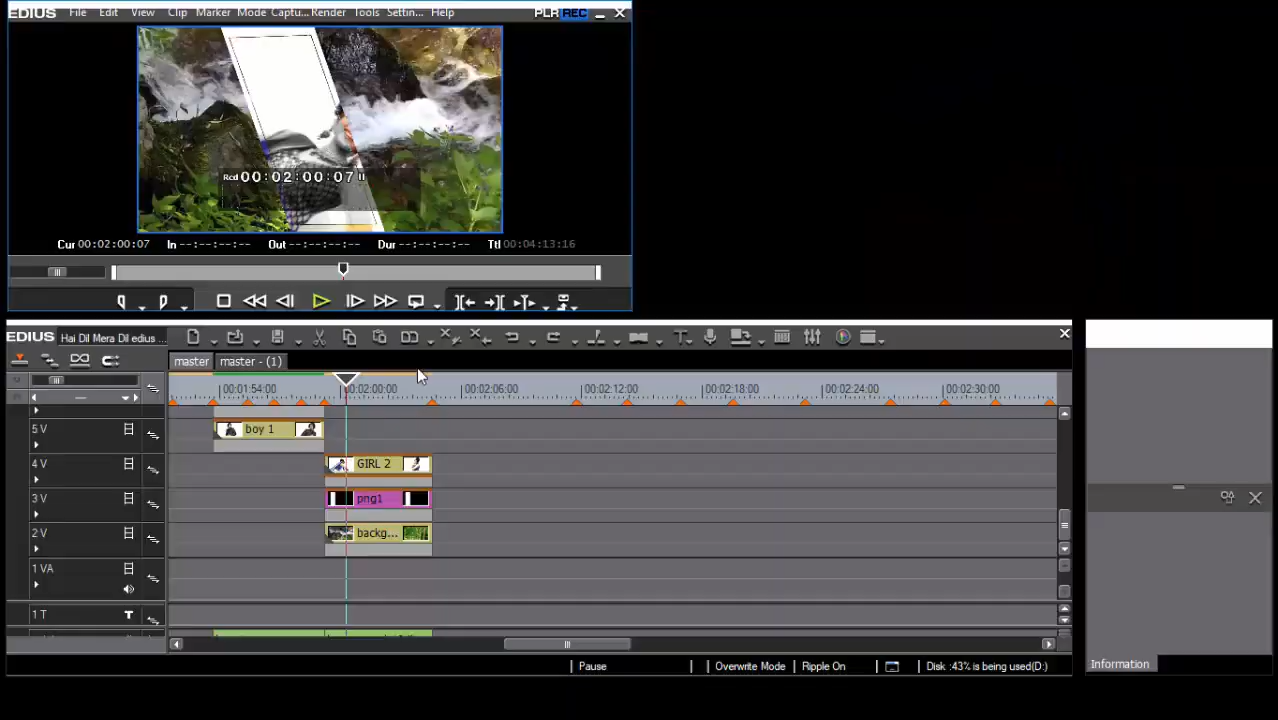 EDIUS File Edit View Clip Marker Mode Captu... Render Tools Settin... Help PLR REC
Rcd 00:02:00:07
Cur 00:02:00:07 In --:--:--:-- Out --:--:--:-- Dur --:--:--:-- Ttl 00:04:13:16
EDIUS Hai Dil Mera Dil edius ...
master master - (1)
00:01:54:00 00:02:00:00 00:02:06:00 00:02:12:00 00:02:18:00 00:02:24:00 00:02:30:00
5 V boy 1
4 V GIRL 2
3 V png1
2 V backg...
1 VA
1 T T
Pause Overwrite Mode Ripple On Disk :43% is being used(D:)
Information